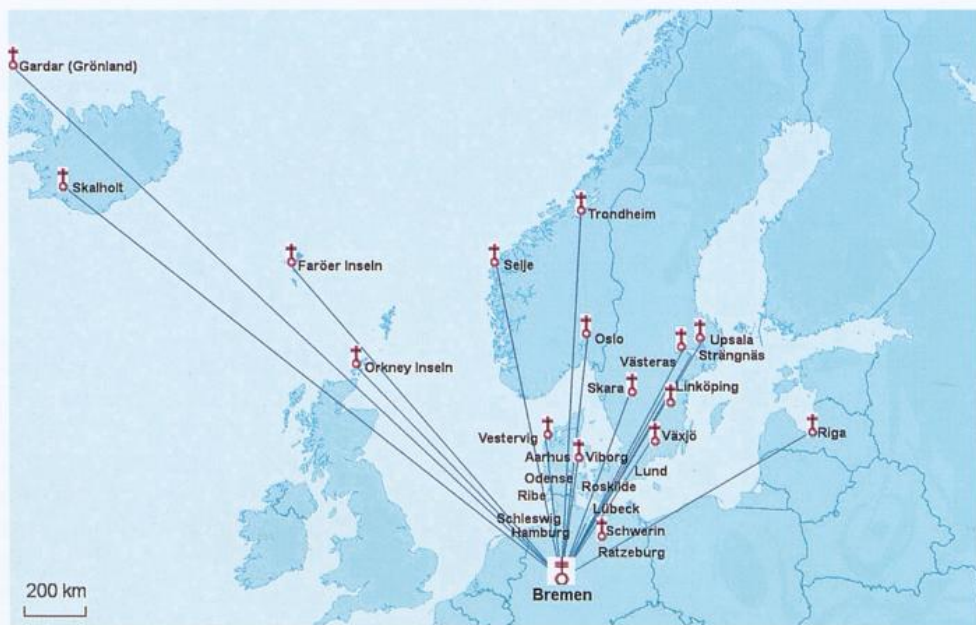 Gardar (Grönland)
Skalholt
Trondheim
Faröer Inseln
Selje
Oslo
Upsala
Västeras
Strängnäs
Orkney Inseln
Skara
Linköping
Vestervig
Växjö
Riga
Aarhus
Viborg
Lund
Odense
Roskilde
Ribe
Lübeck
Schleswig
Hamburg
Schwerin
Ratzeburg
Bremen
200 km